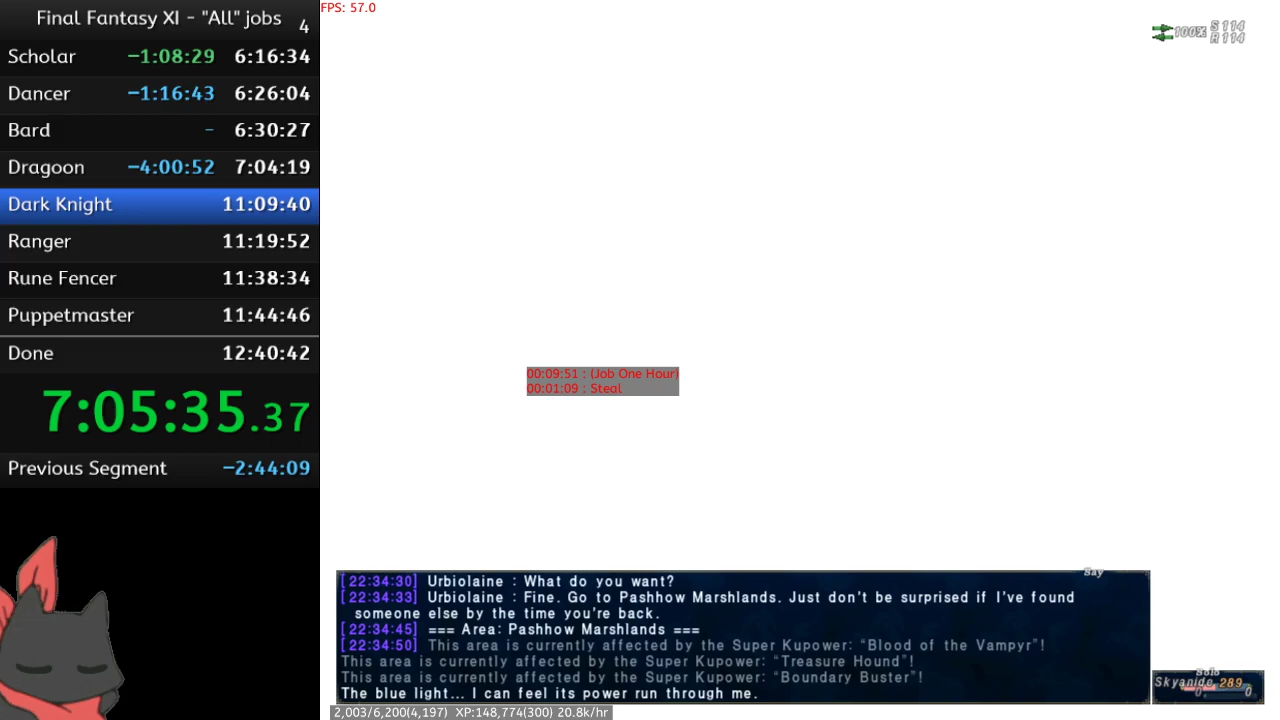 Final Fantasy XI - "All" jobs 4
Scholar −1:08:29 6:16:34
Dancer −1:16:43 6:26:04
Bard – 6:30:27
Dragoon −4:00:52 7:04:19
Dark Knight 11:09:40
Ranger 11:19:52
Rune Fencer 11:38:34
Puppetmaster 11:44:46
Done 12:40:42
7:05:35.37
Previous Segment −2:44:09
FPS: 57.0
100% S 114
R 114
00:09:51 : (Job One Hour)
00:01:09 : Steal
Say
[22:34:30] Urbiolaine : What do you want?
[22:34:33] Urbiolaine : Fine. Go to Pashhow Marshlands. Just don't be surprised if I've found
someone else by the time you're back.
[22:34:45] === Area: Pashhow Marshlands ===
[22:34:50] This area is currently affected by the Super Kupower: “Blood of the Vampyr”!
This area is currently affected by the Super Kupower: “Treasure Hound”!
This area is currently affected by the Super Kupower: “Boundary Buster”!
The blue light... I can feel its power run through me.
Solo
Skyanide 289
0 0
2,003/6,200(4,197) XP:148,774(300) 20.8k/hr